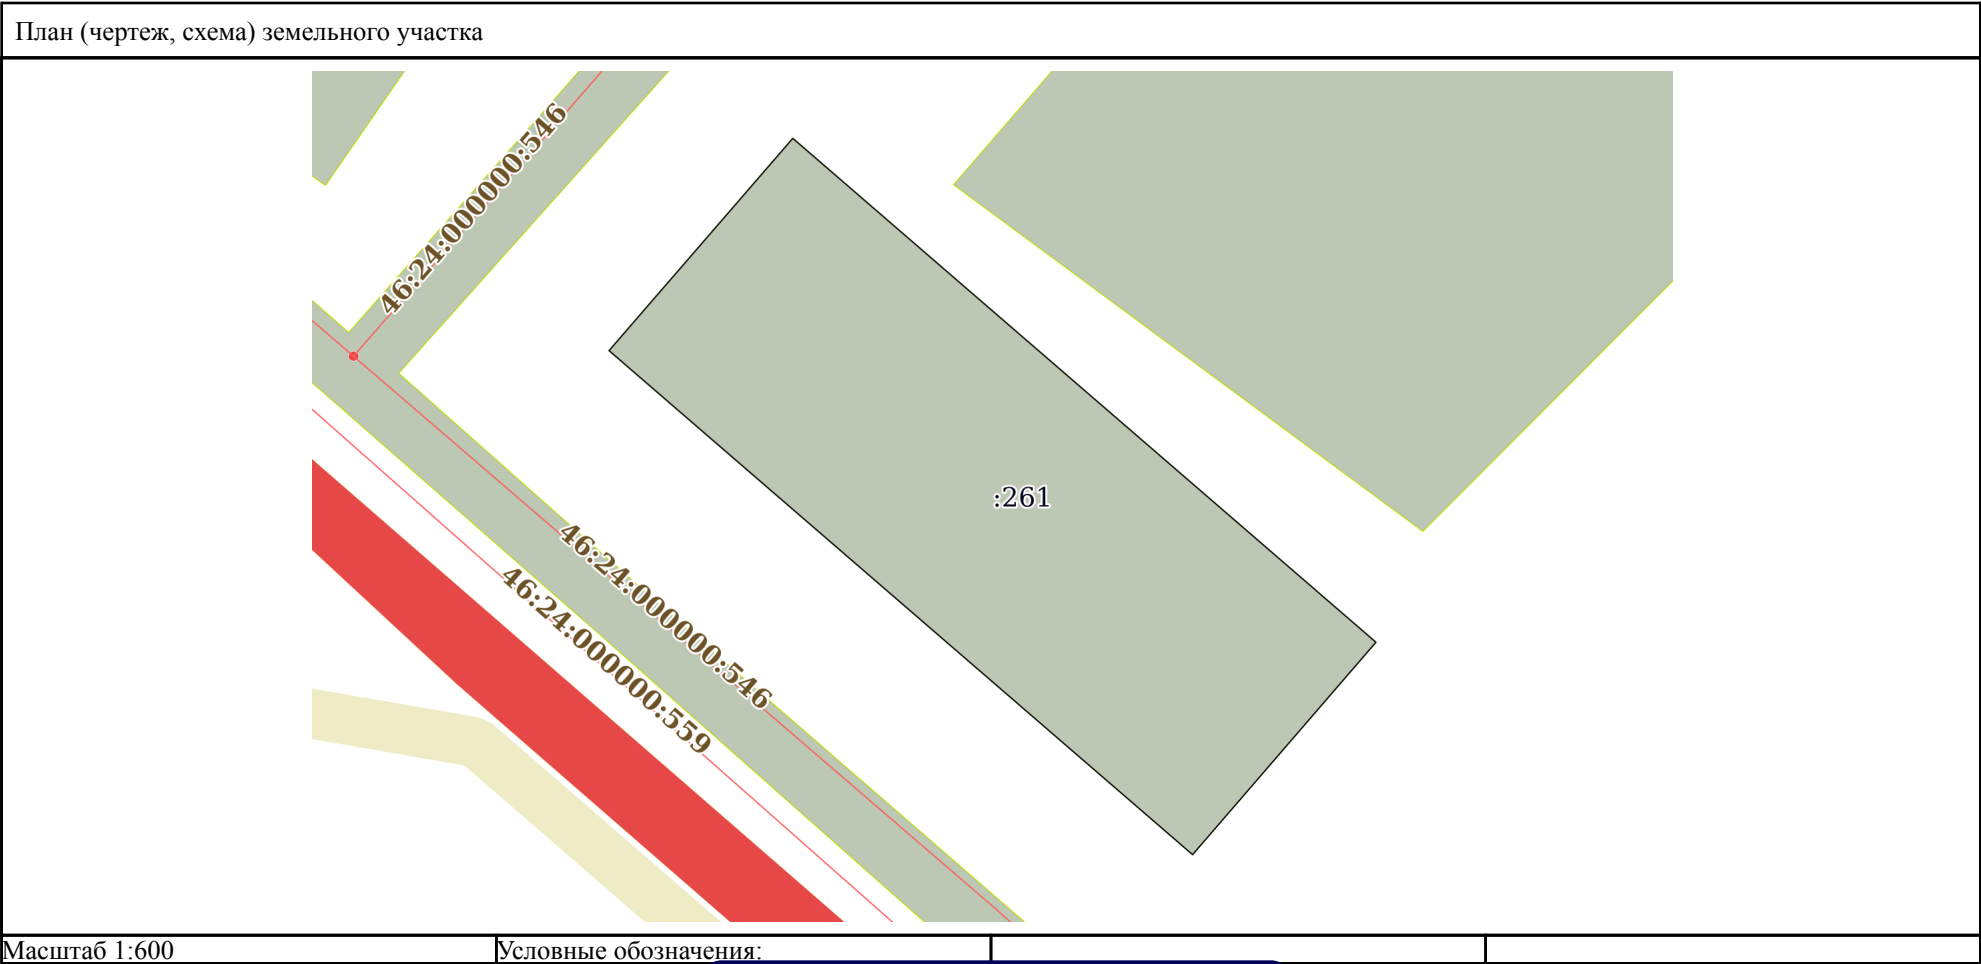 План (чертеж, схема) земельного участка
46:24:000000:546
:261
46:24:000000:546
46:24:000000:559
Масштаб 1:600
Условные обозначения: